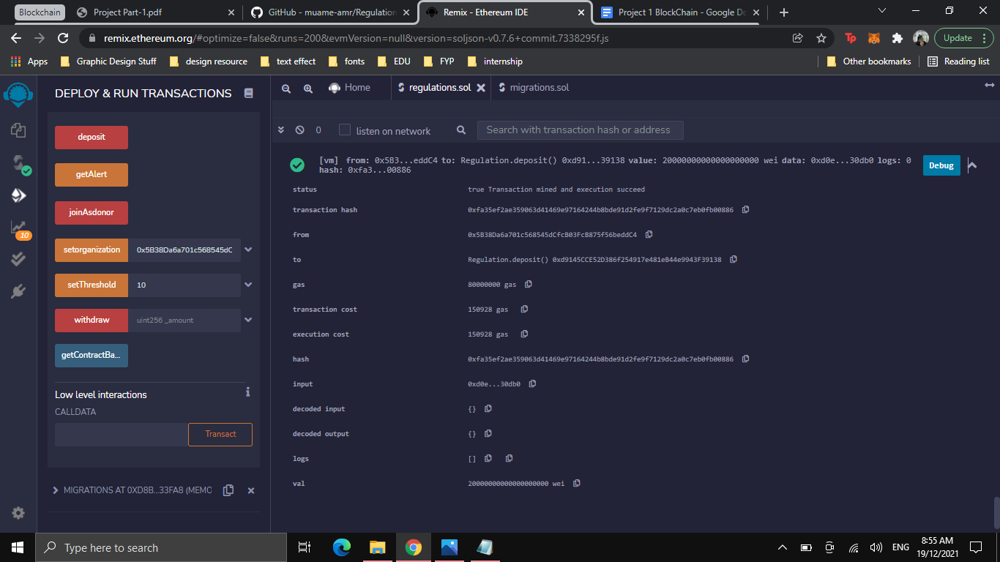 Blockchain
Project Part-1.pdf
GitHub - muame-amr/Regulation
Remix - Ethereum IDE
Project 1 BlockChain - Google Do
remix.ethereum.org/#optimize=false&runs=200&evmVersion=null&version=soljson-v0.7.6+commit.7338295f.js
Update
Apps
Graphic Design Stuff
design resource
text effect
fonts
EDU
FYP
internship
Other bookmarks
Reading list
DEPLOY & RUN TRANSACTIONS
Home
regulations.sol
migrations.sol
0
listen on network
Search with transaction hash or address
deposit
getAlert
joinAsdonor
setorganization 0x5B38Da6a701c568545dC
setThreshold 10
withdraw uint256 _amount
getContractBa...
Low level interactions
CALLDATA
Transact
MIGRATIONS AT 0XD8B...33FA8 (MEMO
10
[vm] from: 0x5B3...eddC4 to: Regulation.deposit() 0xd91...39138 value: 20000000000000000000 wei data: 0xd0e...30db0 logs: 0
hash: 0xfa3...00886
Debug
status true Transaction mined and execution succeed
transaction hash 0xfa35ef2ae359063d41469e97164244b8bde91d2fe9f7129dc2a0c7eb0fb00886
from 0x5B38Da6a701c568545dCfcB03FcB875f56beddC4
to Regulation.deposit() 0xd9145CCE52D386f254917e481eB44e9943F39138
gas 80000000 gas
transaction cost 150928 gas
execution cost 150928 gas
hash 0xfa35ef2ae359063d41469e97164244b8bde91d2fe9f7129dc2a0c7eb0fb00886
input 0xd0e...30db0
decoded input {}
decoded output {}
logs []
val 20000000000000000000 wei
Type here to search
ENG
8:55 AM
19/12/2021